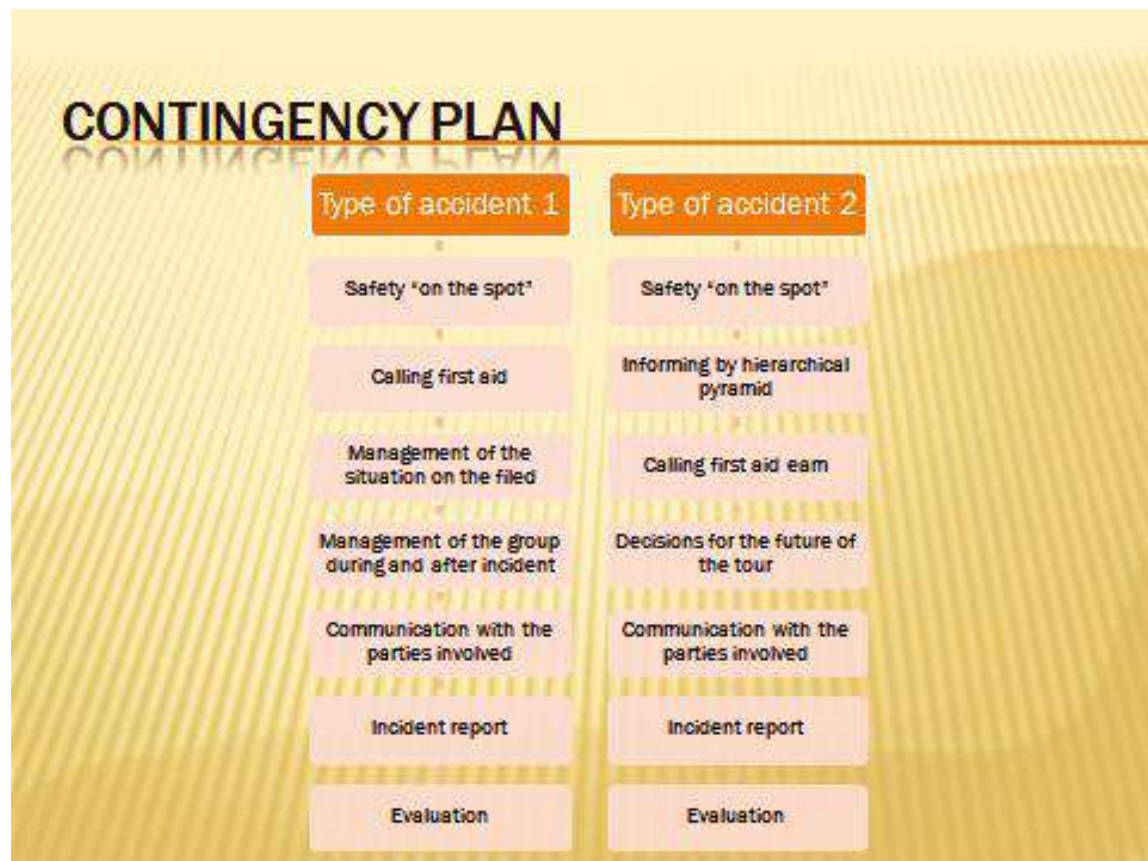 CONTINGENCY PLAN
Type of accident 1
Safety "on the spot"
Calling first aid
Management of the
situation on the filed
Management of the group
during and after incident
Communication with the
parties involved
Incident report
Evaluation
Type of accident 2
Safety "on the spot"
Informing by hierarchical
pyramid
Calling first aid eam
Decisions for the future of
the tour
Communication with the
parties involved
Incident report
Evaluation